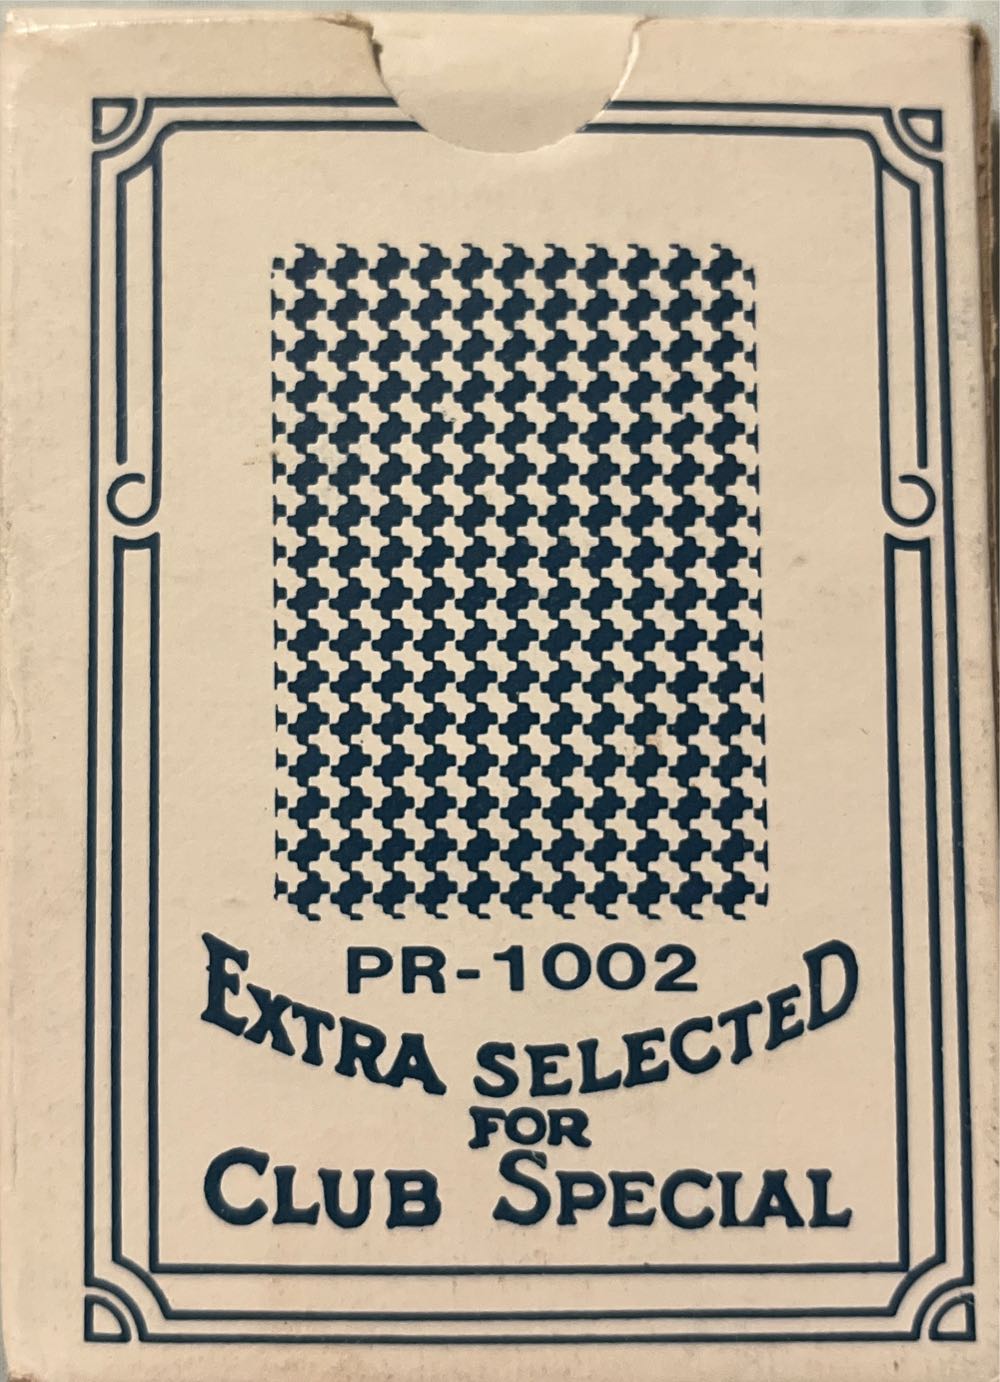 PR-1002
EXTRA SELECTED
FOR
CLUB SPECIAL